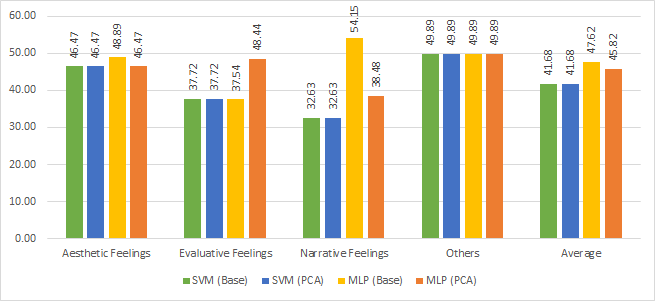 60.00
50.00
40.00
30.00
20.00
10.00
0.00
46.47 46.47 48.89 46.47
37.72 37.72 37.54 48.44
32.63 32.63 54.15 38.48
49.89 49.89 49.89 49.89
41.68 41.68 47.62 45.82
Aesthetic Feelings Evaluative Feelings Narrative Feelings Others Average
SVM (Base) SVM (PCA) MLP (Base) MLP (PCA)